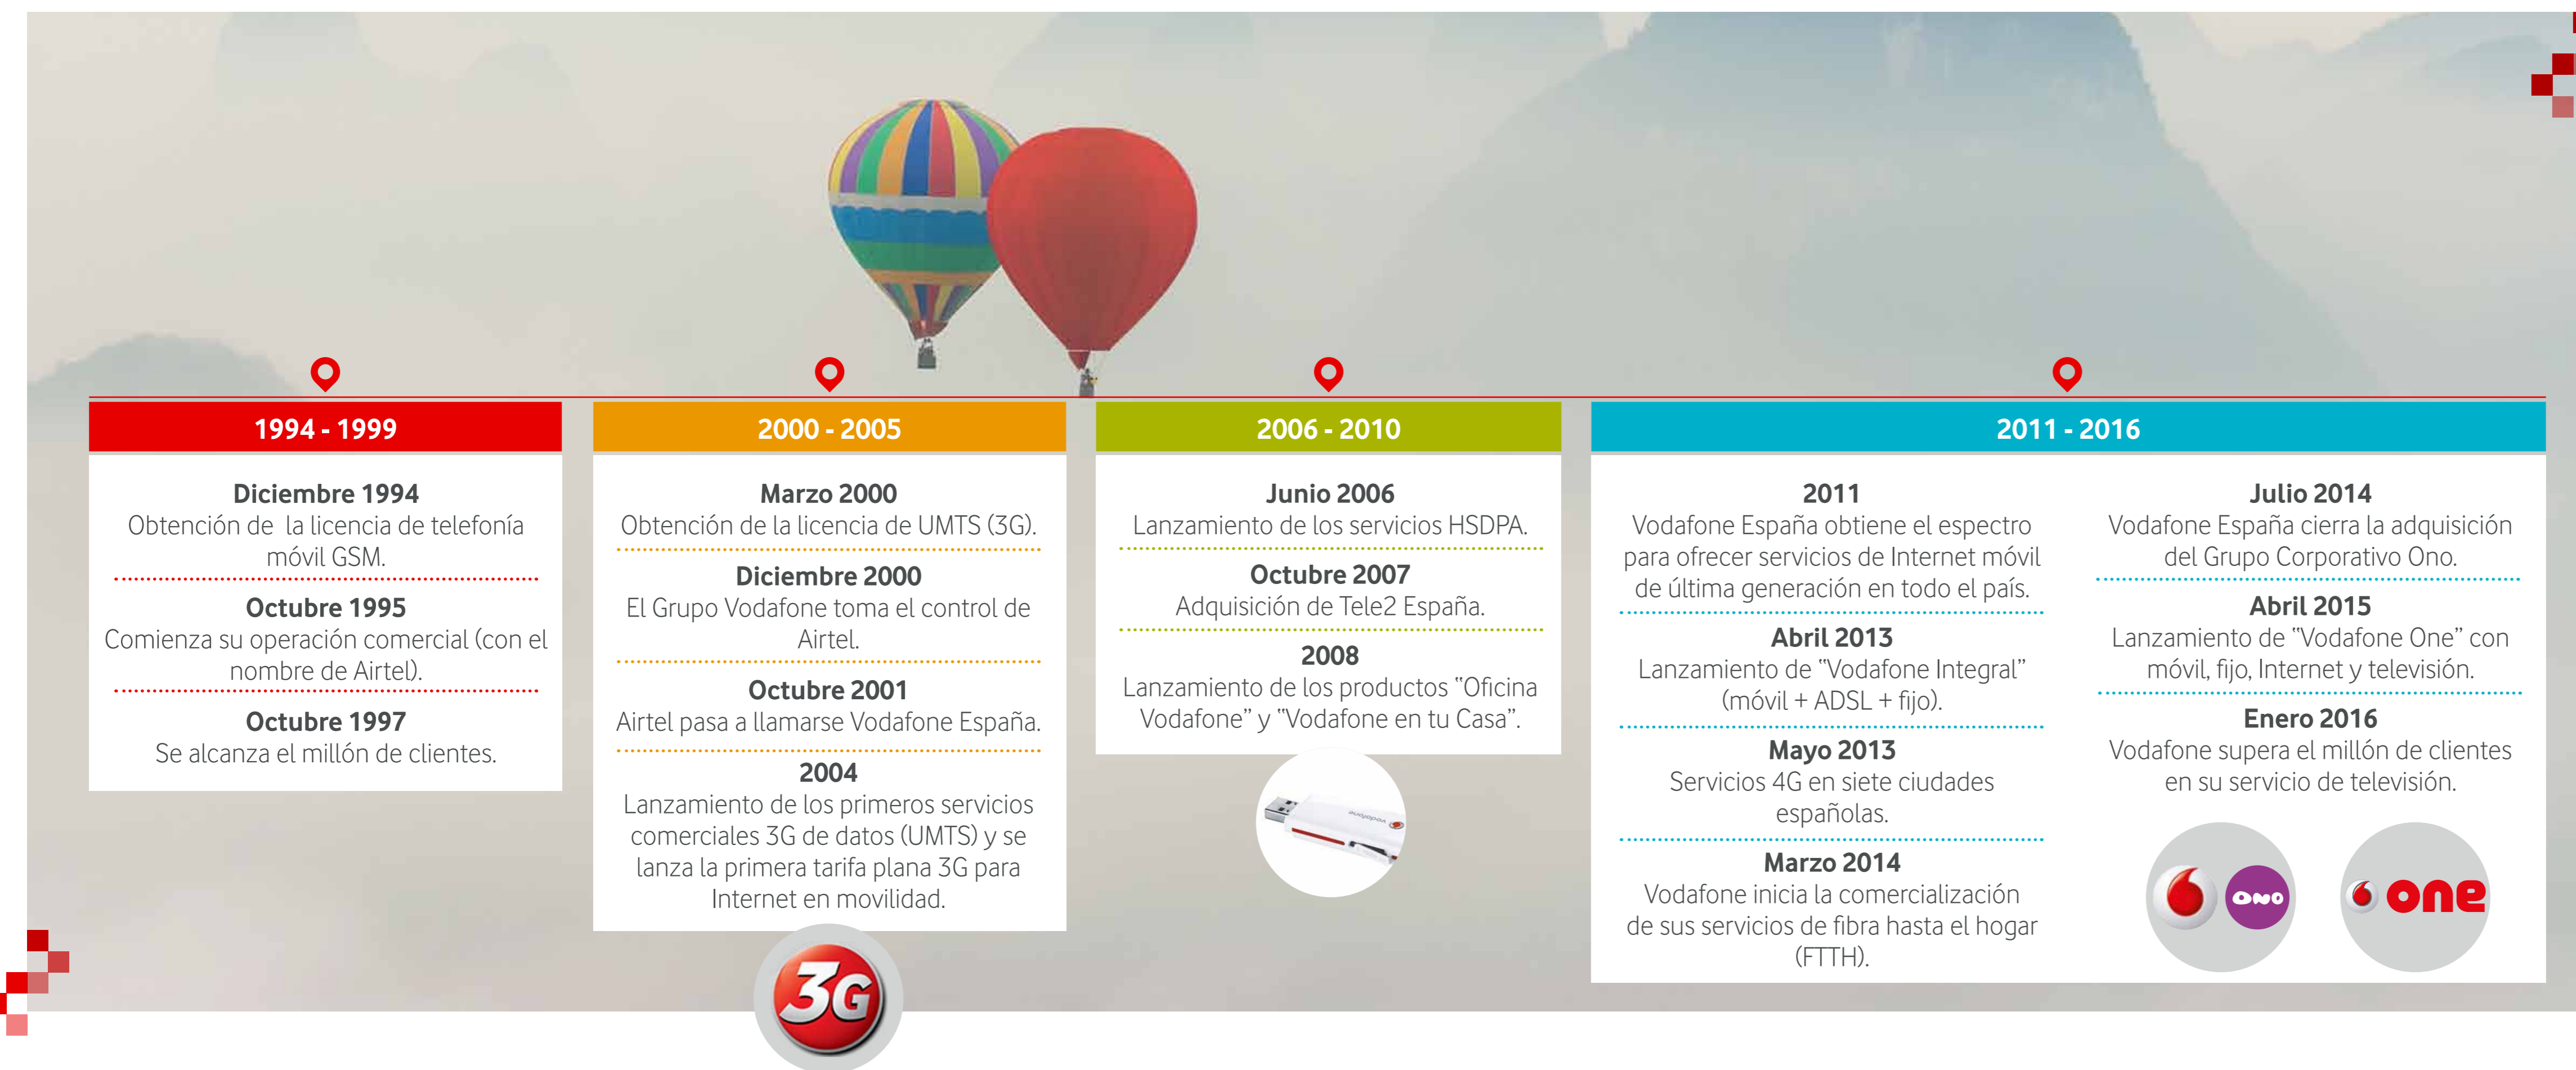 1994 - 1999
Diciembre 1994
Obtención de la licencia de telefonía
móvil GSM.
Octubre 1995
Comienza su operación comercial (con el
nombre de Airtel).
Octubre 1997
Se alcanza el millón de clientes.
2000 - 2005
Marzo 2000
Obtención de la licencia de UMTS (3G).
Diciembre 2000
El Grupo Vodafone toma el control de
Airtel.
Octubre 2001
Airtel pasa a llamarse Vodafone España.
2004
Lanzamiento de los primeros servicios
comerciales 3G de datos (UMTS) y se
lanza la primera tarifa plana 3G para
Internet en movilidad.
3G
2006 - 2010
Junio 2006
Lanzamiento de los servicios HSDPA.
Octubre 2007
Adquisición de Tele2 España.
2008
Lanzamiento de los productos “Oficina
Vodafone” y “Vodafone en tu Casa”.
vodafone
2011 - 2016
2011
Vodafone España obtiene el espectro
para ofrecer servicios de Internet móvil
de última generación en todo el país.
Abril 2013
Lanzamiento de “Vodafone Integral”
(móvil + ADSL + fijo).
Mayo 2013
Servicios 4G en siete ciudades
españolas.
Marzo 2014
Vodafone inicia la comercialización
de sus servicios de fibra hasta el hogar
(FTTH).
Julio 2014
Vodafone España cierra la adquisición
del Grupo Corporativo Ono.
Abril 2015
Lanzamiento de “Vodafone One” con
móvil, fijo, Internet y televisión.
Enero 2016
Vodafone supera el millón de clientes
en su servicio de televisión.
ono
one